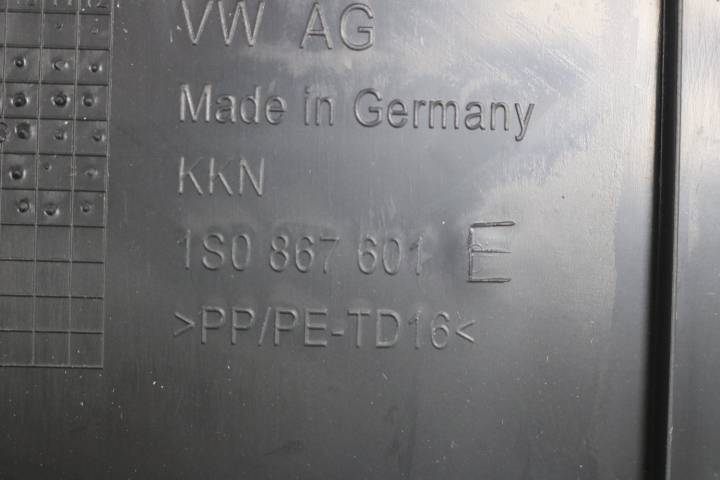 VW AG
Made in Germany
KKN
1S0 867 601 E
>PP/PE-TD16<